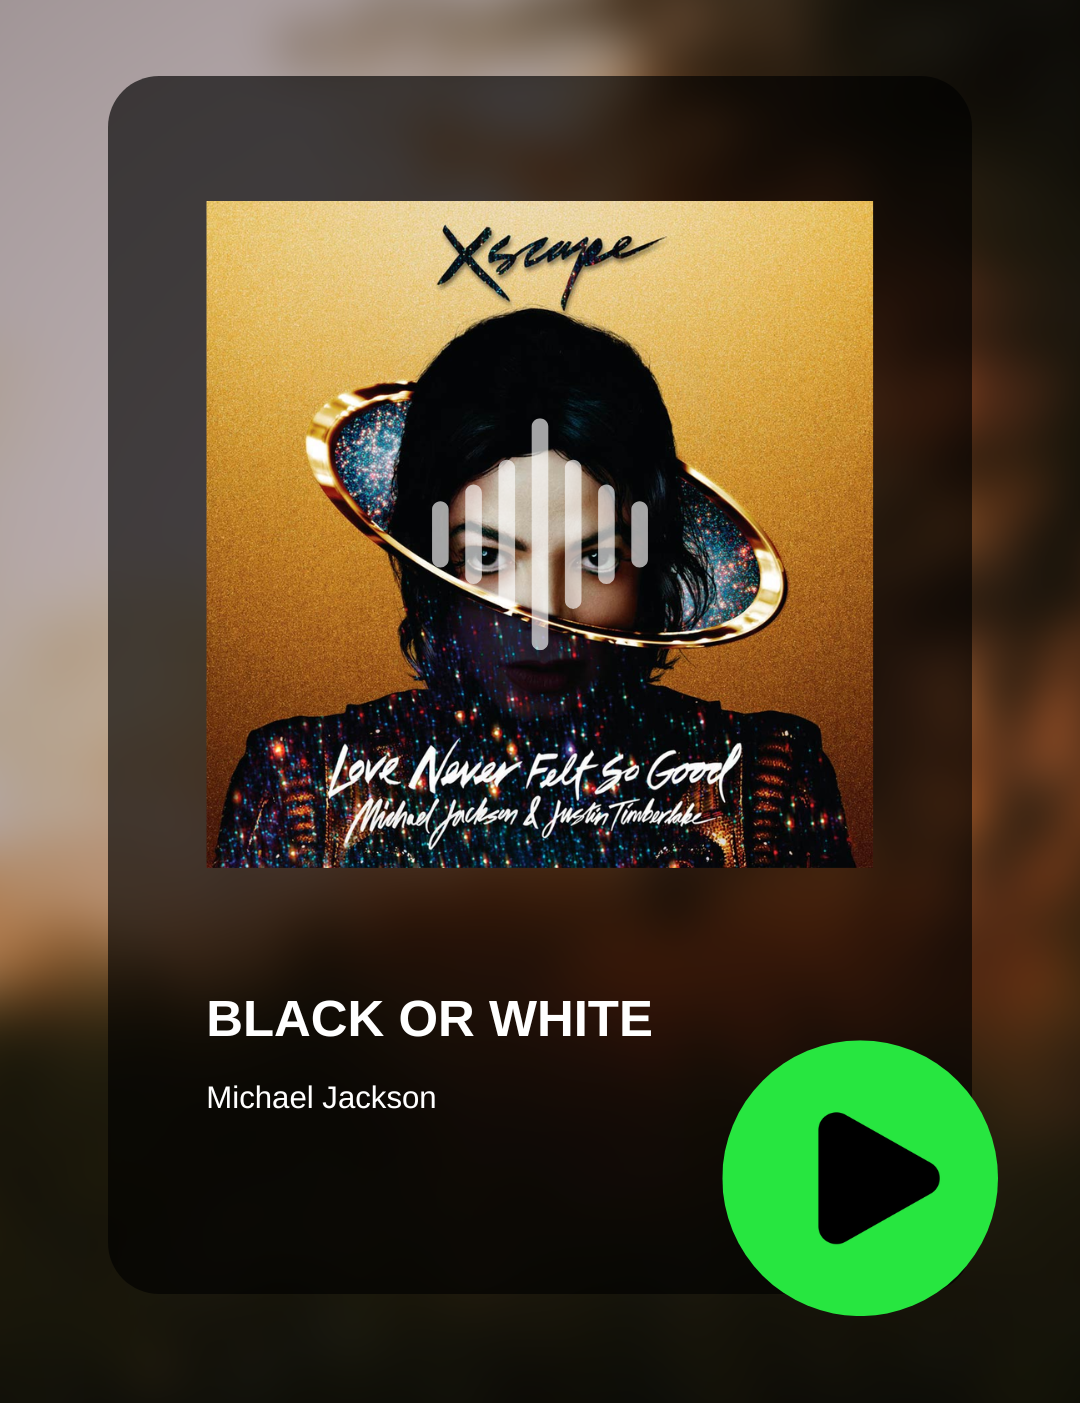 Xscape
Love Never Felt So Good
Michael Jackson & Justin Timberlake
BLACK OR WHITE
Michael Jackson